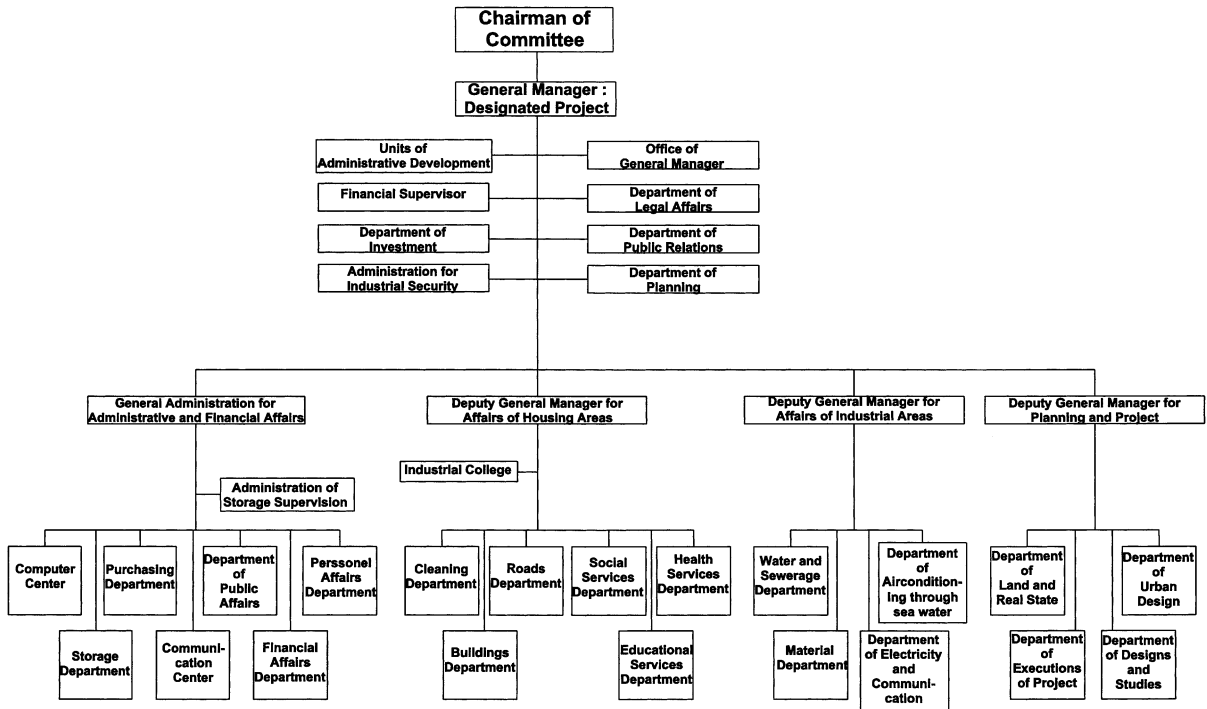 Chairman of
Committee
General Manager :
Designated Project
Units of
Administrative Development
Office of
General Manager
Financial Supervisor
Department of
Legal Affairs
Department of
Investment
Department of
Public Relations
Administration for
Industrial Security
Department of
Planning
General Administration for
Administrative and Financial Affairs
Deputy General Manager for
Affairs of Housing Areas
Deputy General Manager for
Affairs of Industrial Areas
Deputy General Manager for
Planning and Project
Industrial College
Administration of
Storage Supervision
Computer
Center
Purchasing
Department
Department
of
Public
Affairs
Perssonel
Affairs
Department
Cleaning
Department
Roads
Department
Social
Services
Department
Health
Services
Department
Water and
Sewerage
Department
Department
of
Aircondition-
ing through
sea water
Department
of
Land and
Real State
Department
of
Urban
Design
Storage
Department
Communi-
cation
Center
Financial
Affairs
Department
Buildings
Department
Educational
Services
Department
Material
Department
Department
of Electricity
and
Communi-
cation
Department
of
Executions
of Project
Department
of Designs
and
Studies